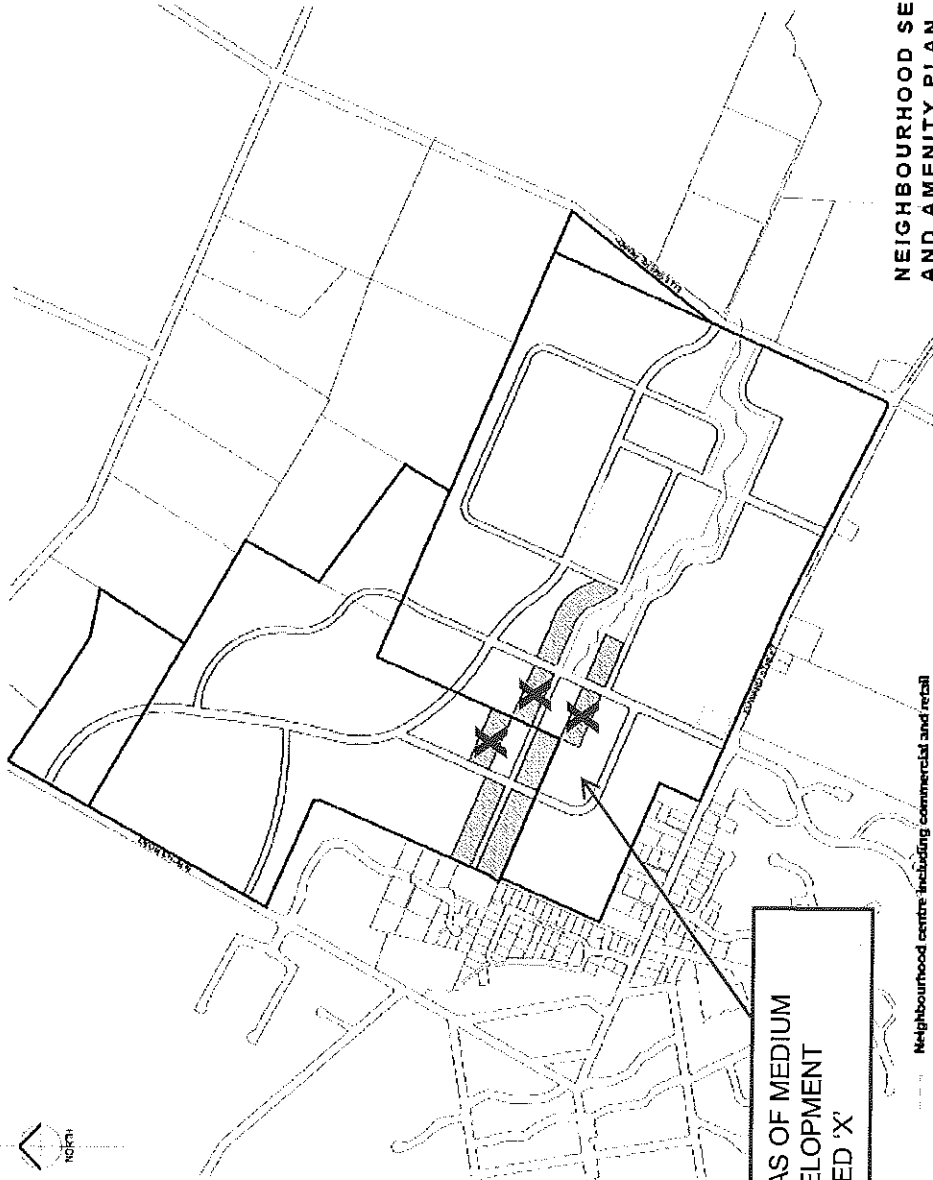 NORTH
NEIGHBOURHOOD SE
AND AMENITY PLAN
X
X
X
AS OF MEDIUM
ELOPMENT
ED 'X'
Neighbourhood centre including commercial and retail